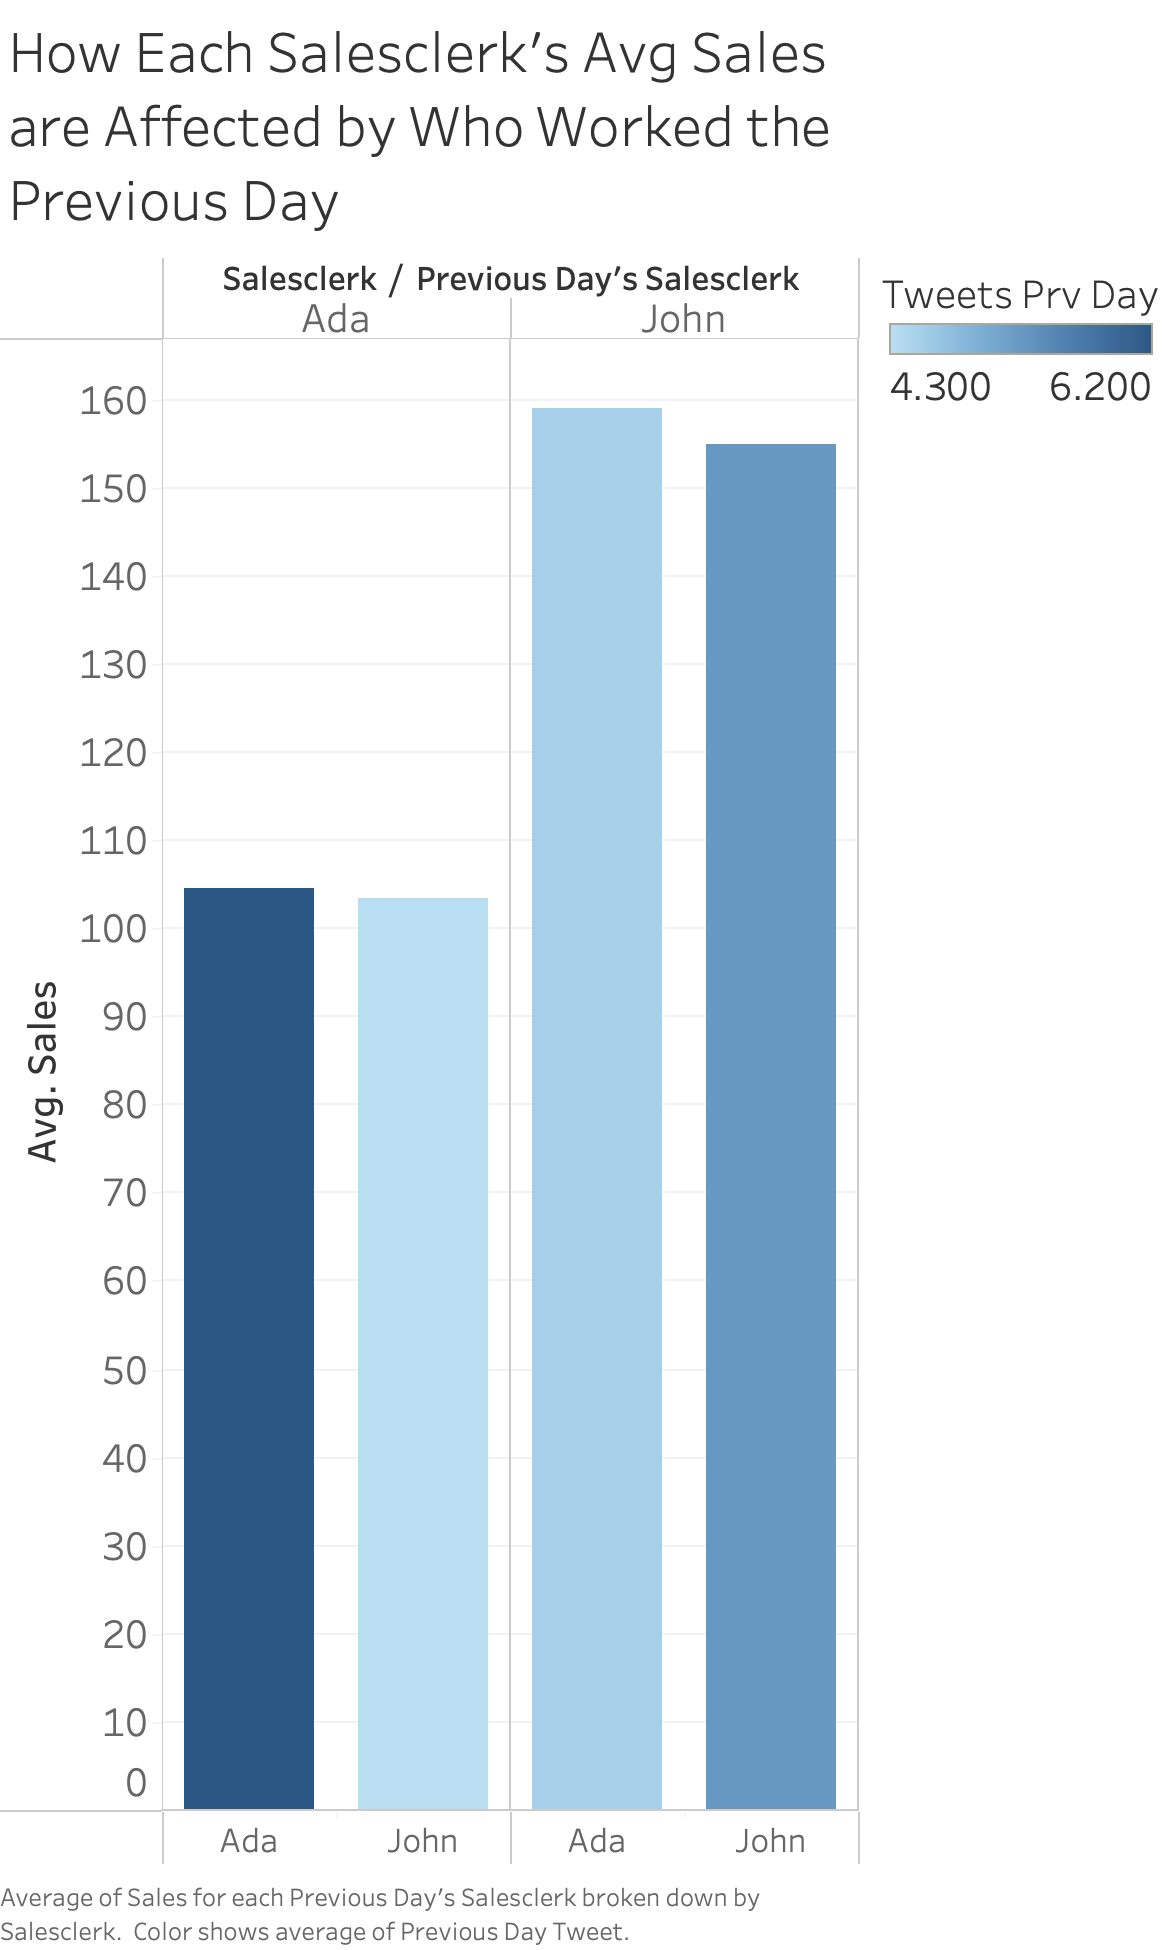 How Each Salesclerk’s Avg Sales
are Affected by Who Worked the
Previous Day
Salesclerk / Previous Day’s Salesclerk
Ada John
Tweets Prv Day
4.300 6.200
160
150
140
130
120
110
100
90
80
70
60
50
40
30
20
10
0
Avg. Sales
Ada John Ada John
Average of Sales for each Previous Day’s Salesclerk broken down by
Salesclerk. Color shows average of Previous Day Tweet.